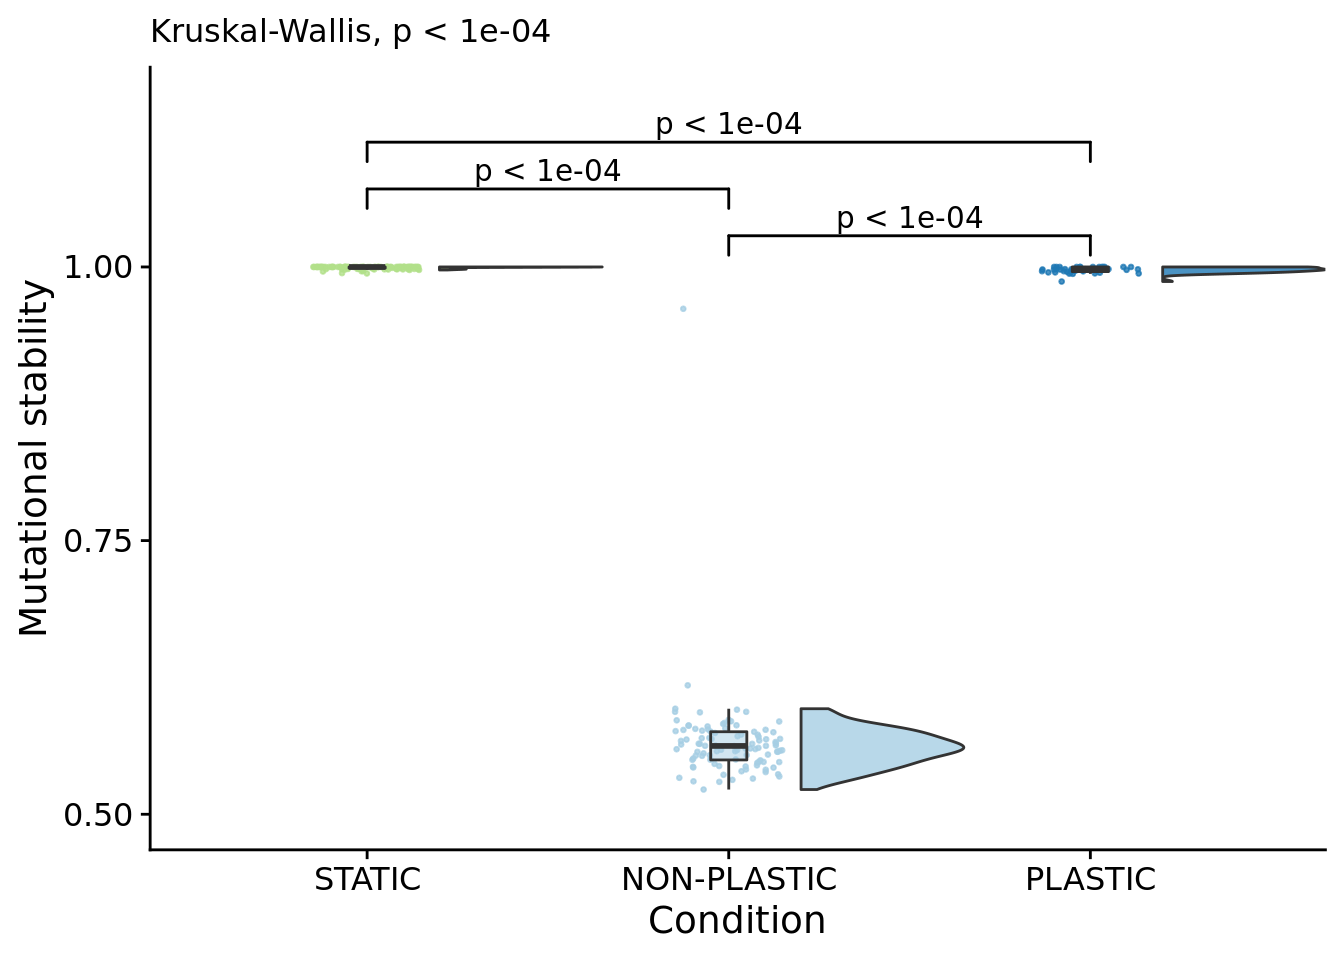 Kruskal-Wallis, p < 1e-04
p < 1e-04
p < 1e-04
p < 1e-04
1.00
0.75
0.50
Mutational stability
STATIC
NON-PLASTIC
PLASTIC
Condition